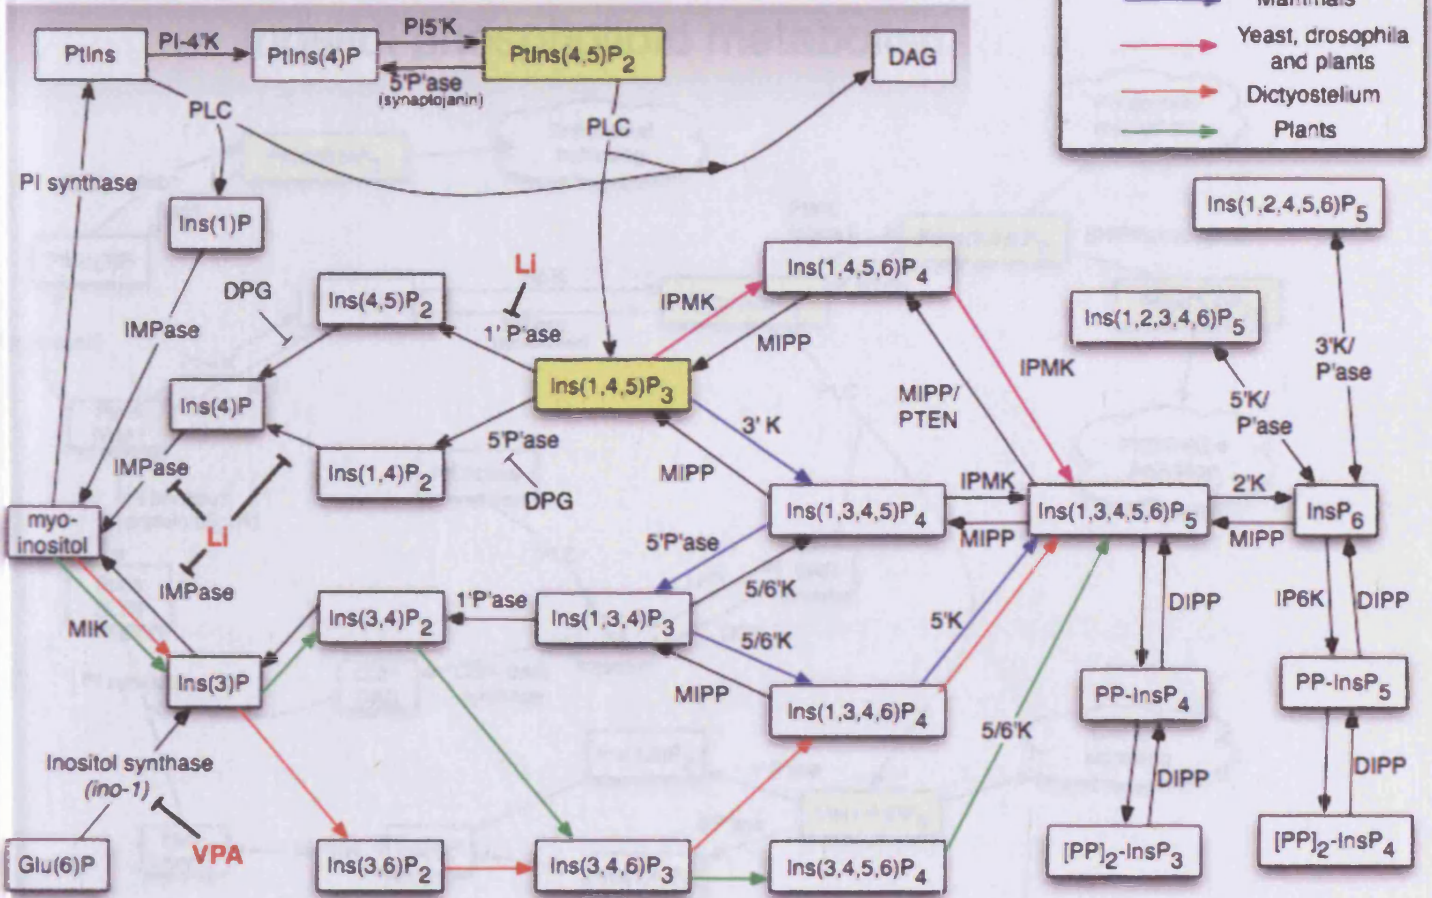 Mammals
Yeast, drosophila
and plants
Dictyostelium
Plants
PtIns
PI-4'K
PtIns(4)P
PI5'K
5'P'ase
(synaptojanin)
PtIns(4,5)P2
DAG
PLC
PLC
PI synthase
Ins(1)P
Ins(1,2,4,5,6)P5
Li
Ins(1,4,5,6)P4
DPG
Ins(4,5)P2
IPMK
Ins(1,2,3,4,6)P5
IMPase
1' P'ase
MIPP
3'K/
P'ase
IPMK
Ins(1,4,5)P3
Ins(4)P
MIPP/
PTEN
5'K/
P'ase
3' K
5'P'ase
IMPase
Ins(1,4)P2
MIPP
DPG
IPMK
2'K
myo-
inositol
Ins(1,3,4,5)P4
Ins(1,3,4,5,6)P5
InsP6
Li
5'P'ase
MIPP
MIPP
IMPase
5/6'K
1'P'ase
DIPP
IP6K
DIPP
MIK
Ins(3,4)P2
Ins(1,3,4)P3
5'K
5/6'K
Ins(3)P
MIPP
PP-InsP4
PP-InsP5
Ins(1,3,4,6)P4
5/6'K
Inositol synthase
(ino-1)
DIPP
DIPP
VPA
Glu(6)P
Ins(3,6)P2
Ins(3,4,6)P3
Ins(3,4,5,6)P4
[PP]2-InsP3
[PP]2-InsP4